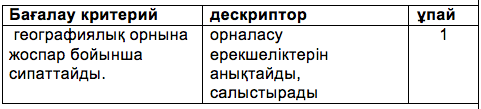 Бағалау критерий дескриптор ұпай
географиялық орнына орналасу 1
жоспар бойынша ерекшеліктерін
сипаттайды. анықтайды,
салыстырады